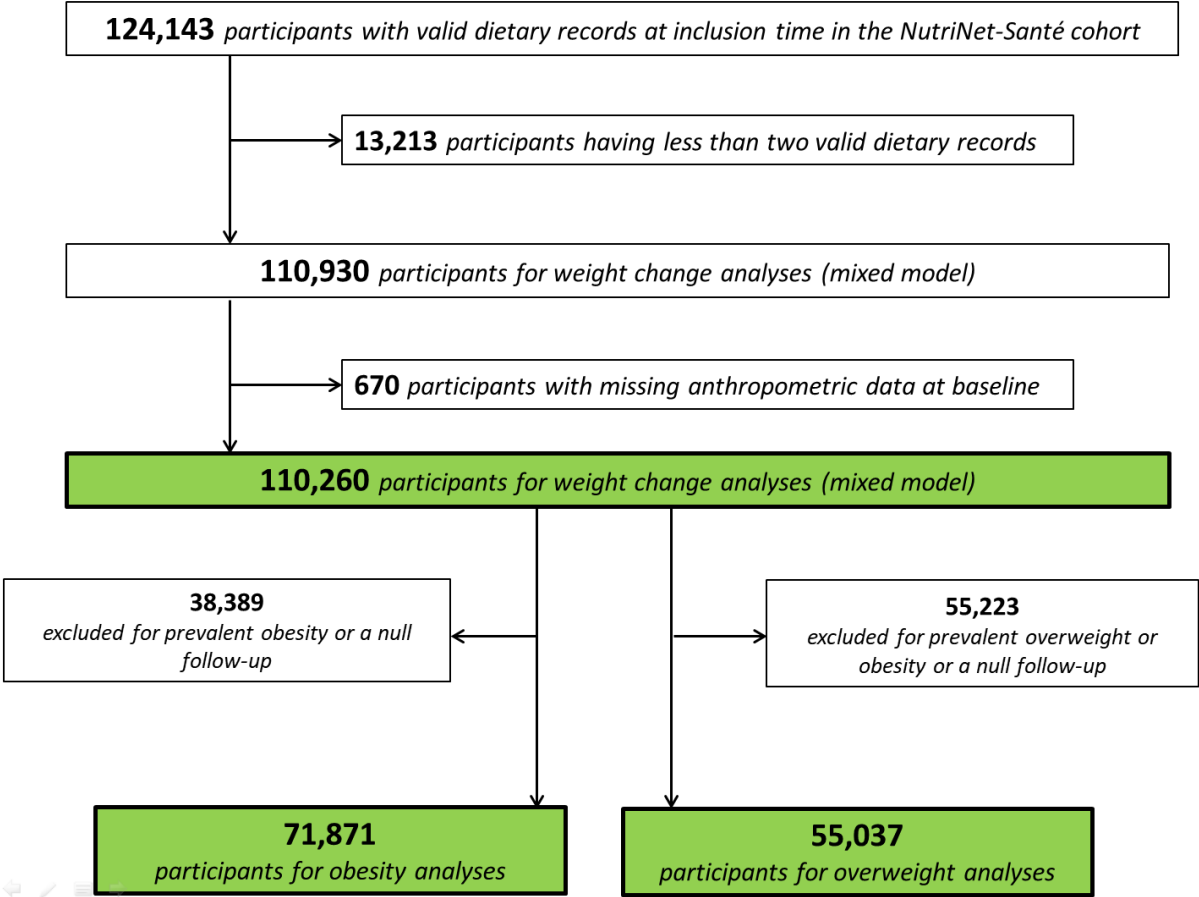 124,143 participants with valid dietary records at inclusion time in the NutriNet-Santé cohort
13,213 participants having less than two valid dietary records
110,930 participants for weight change analyses (mixed model)
670 participants with missing anthropometric data at baseline
110,260 participants for weight change analyses (mixed model)
38,389
excluded for prevalent obesity or a null
follow-up
55,223
excluded for prevalent overweight or
obesity or a null follow-up
71,871
participants for obesity analyses
55,037
participants for overweight analyses